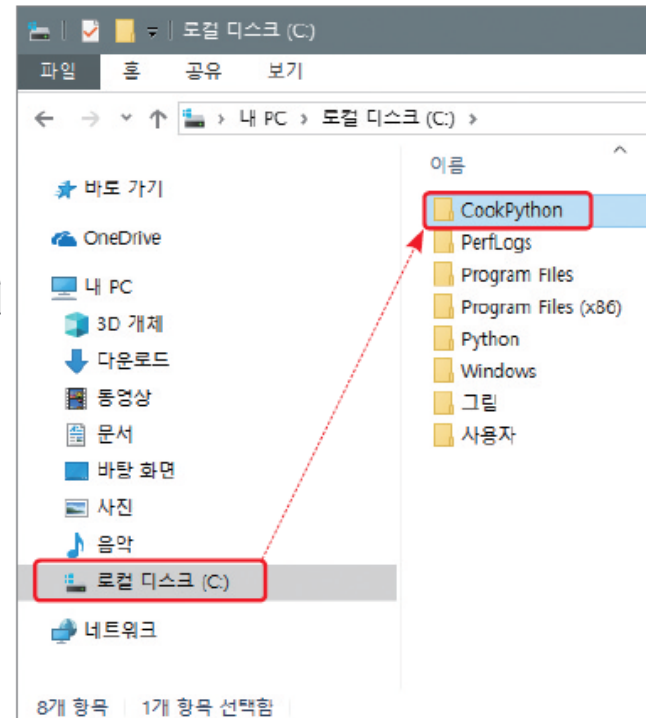 로컬 디스크 (C:)
파일 홈 공유 보기
내 PC > 로컬 디스크 (C:) >
이름
바로 가기
OneDrive
내 PC
3D 개체
다운로드
동영상
문서
바탕 화면
사진
음악
로컬 디스크 (C:)
네트워크
CookPython
PerfLogs
Program Files
Program Files (x86)
Python
Windows
그림
사용자
8개 항목 1개 항목 선택함